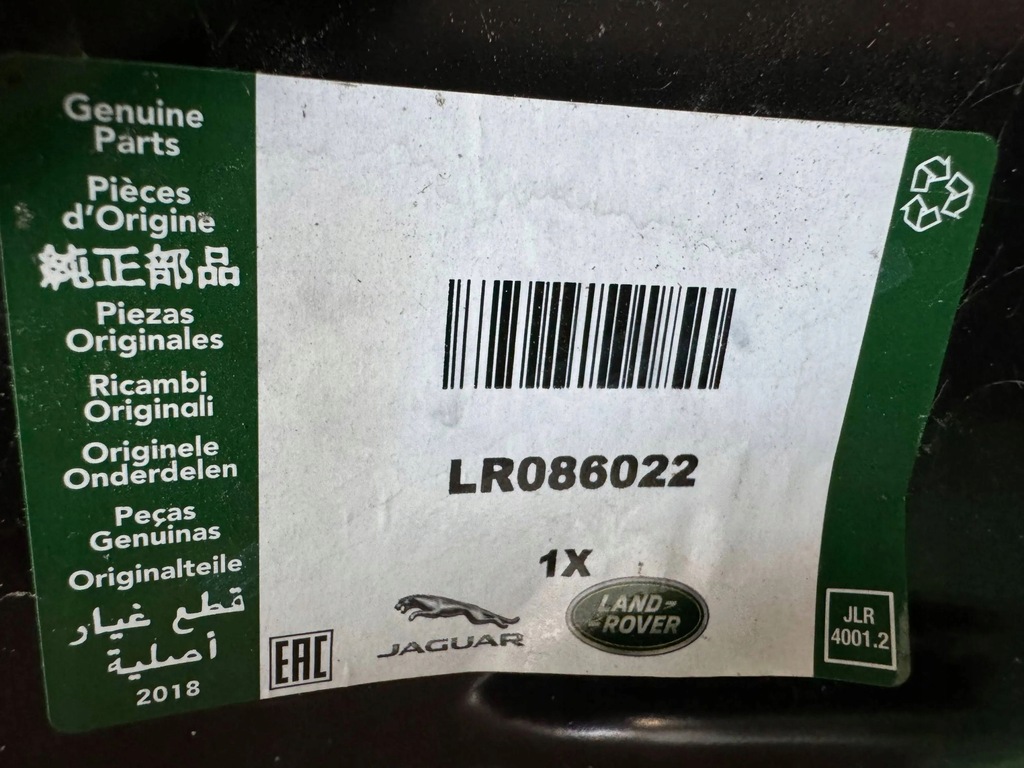 Genuine
Parts
Pièces
d'Origine
純正部品
Piezas
Originales
Ricambi
Originali
Originele
Onderdelen
Peças
Genuinas
Originalteile
قطع غيار
أصلية
2018
LR086022
1X
EAC
JAGUAR
LAND-
-ROVER
JLR
4001.2